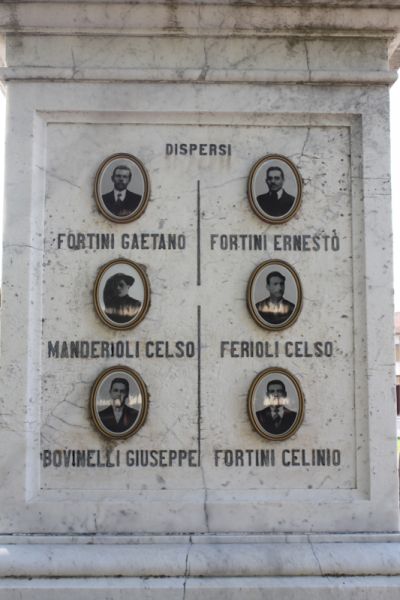 DISPERSI
FORTINI GAETANO
FORTINI ERNESTO
MANDERIOLI CELSO
FERIOLI CELSO
BOVINELLI GIUSEPPE
FORTINI CELINIO